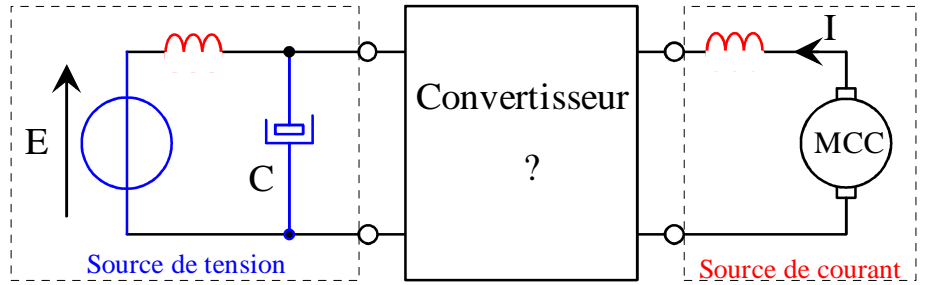 E
C
Source de tension
Convertisseur
?
I
MCC
Source de courant